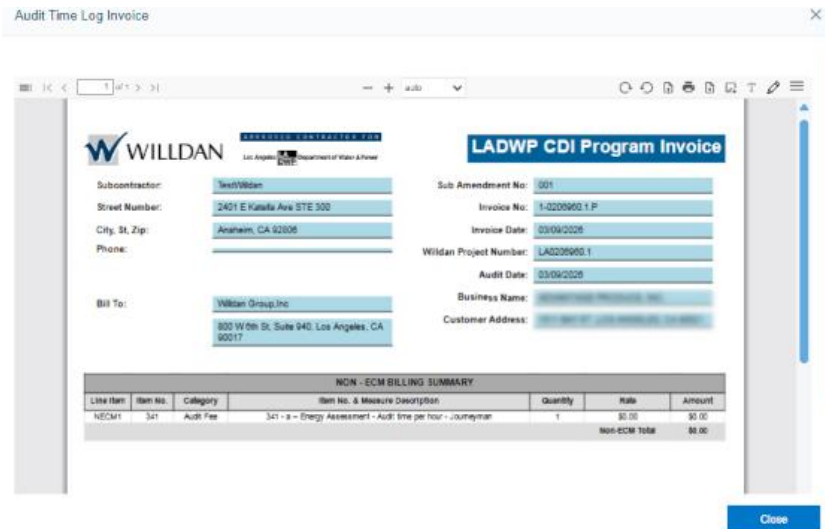 Audit Time Log Invoice
1 of 1
auto
WILLDAN
APPROVED CONTRACTOR FOR
Los Angeles LA DWP Department of Water & Power
LADWP CDI Program Invoice
Subcontractor: TestWilldan
Sub Amendment No: 001
Street Number: 2401 E Katella Ave STE 300
Invoice No: 1-0206960.1.P
City, St, Zip: Anaheim, CA 92806
Invoice Date: 03/09/2026
Phone:
Willdan Project Number: LA0206960.1
Audit Date: 03/09/2026
Business Name:
Bill To: Willdan Group,Inc
Customer Address:
800 W 6th St, Suite 940, Los Angeles, CA
90017
NON - ECM BILLING SUMMARY
Line Item Item No. Category Item No. & Measure Description Quantity Rate Amount
NECM1 341 Audit Fee 341 - a -- Energy Assessment - Audit time per hour - Journeyman 1 $0.00 $0.00
Non-ECM Total $0.00
Close